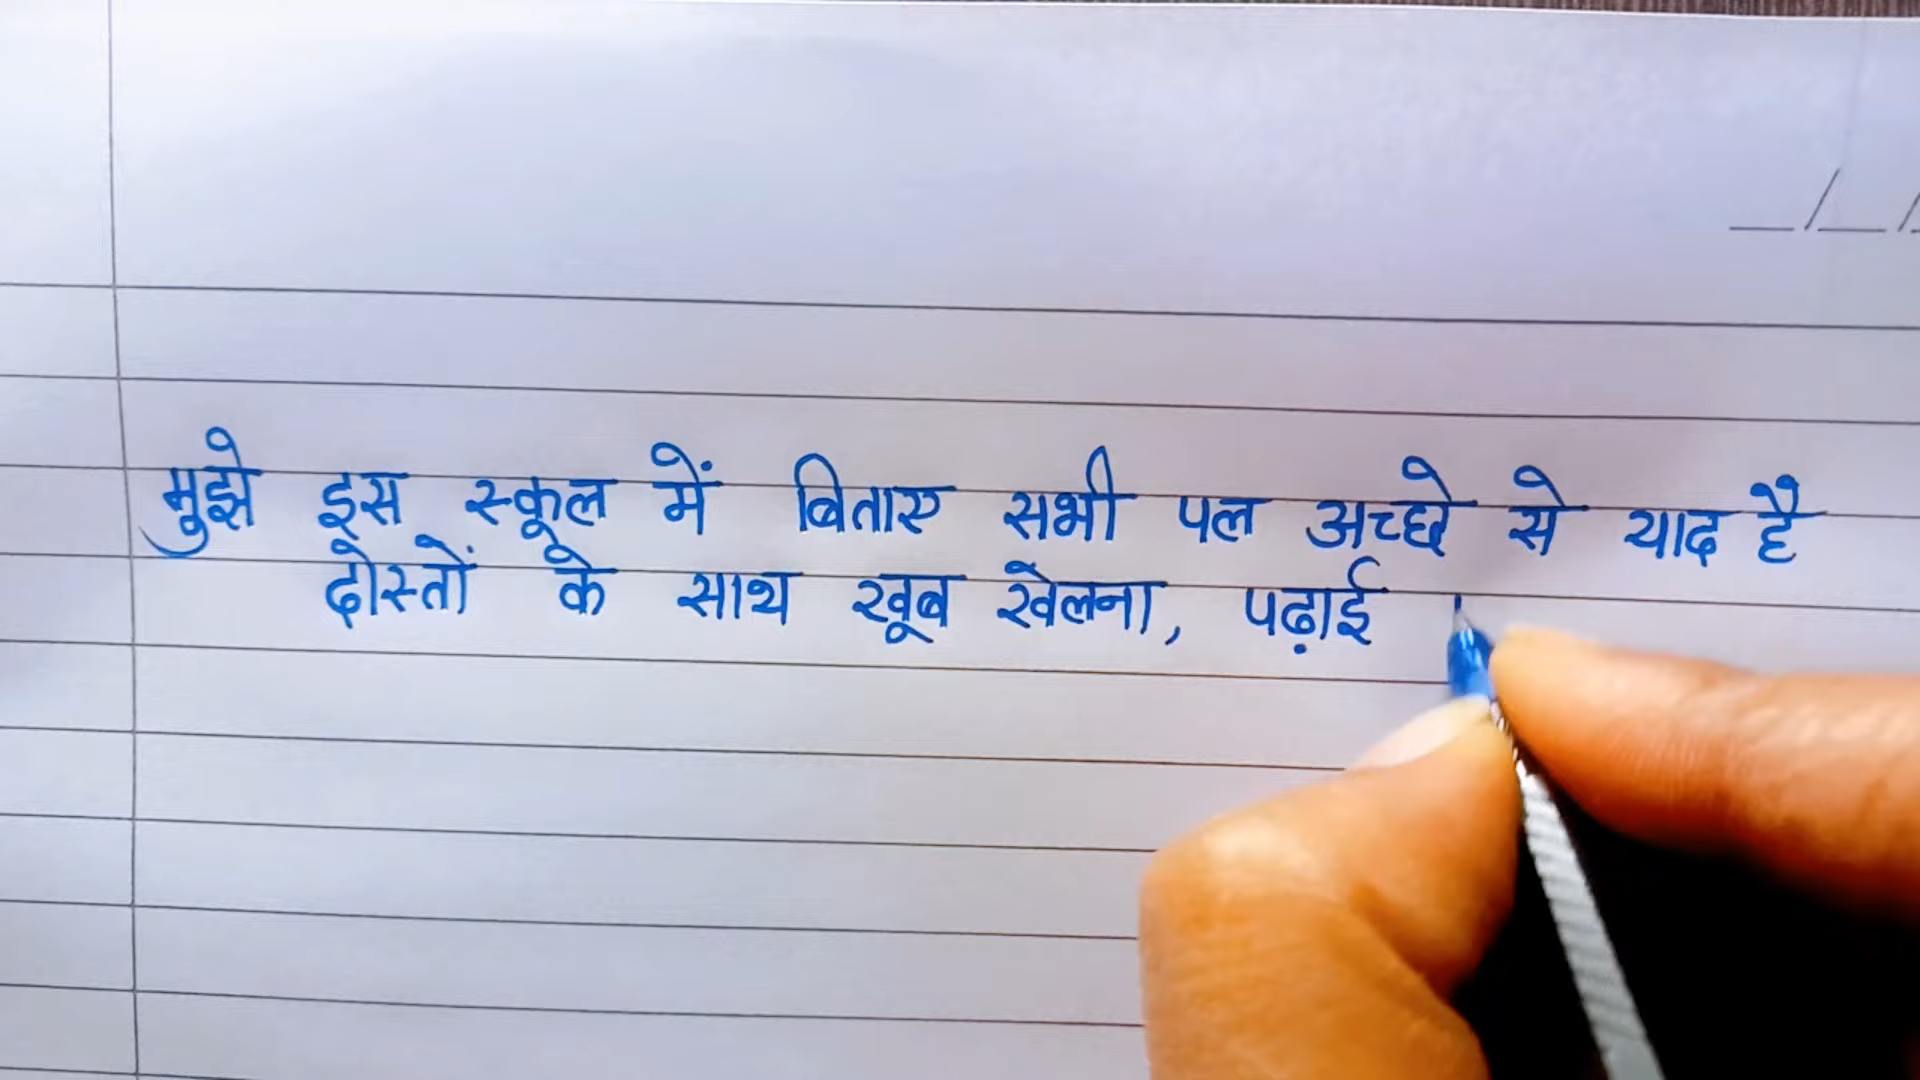 मुझे इस स्कूल में बिताए सभी पल अच्छे से याद है
दोस्तों के साथ खूब खेलना, पढ़ाई